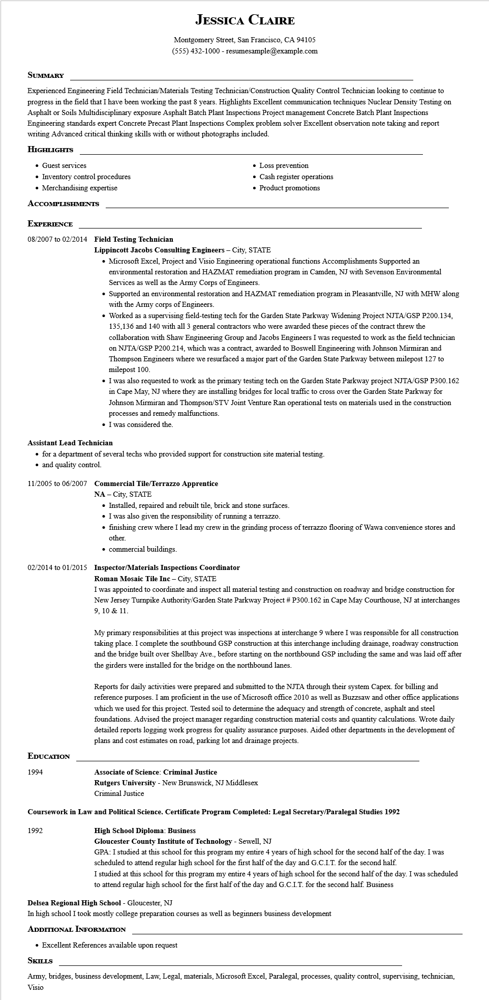 Jessica Claire
Montgomery Street, San Francisco, CA 94105
(555) 432-1000 - resumesample@example.com
Summary
Experienced Engineering Field Technician/Materials Testing Technician/Construction Quality Control Technician looking to continue to
progress in the field that I have been working the past 8 years. Highlights Excellent communication techniques Nuclear Density Testing on
Asphalt or Soils Multidisciplinary exposure Asphalt Batch Plant Inspections Project management Concrete Batch Plant Inspections
Engineering standards expert Concrete Precast Plant Inspections Complex problem solver Excellent observation note taking and report
writing Advanced critical thinking skills with or without photographs included.
Highlights
• Guest services
• Inventory control procedures
• Merchandising expertise
• Loss prevention
• Cash register operations
• Product promotions
Accomplishments
Experience
08/2007 to 02/2014 Field Testing Technician
Lippincott Jacobs Consulting Engineers – City, STATE
• Microsoft Excel, Project and Visio Engineering operational functions Accomplishments Supported an
environmental restoration and HAZMAT remediation program in Camden, NJ with Sevenson Environmental
Services as well as the Army Corps of Engineers.
• Supported an environmental restoration and HAZMAT remediation program in Pleasantville, NJ with MHW along
with the Army corps of Engineers.
• Worked as a supervising field-testing tech for the Garden State Parkway Widening Project NJTA/GSP P200.134,
135,136 and 140 with all 3 general contractors who were awarded these pieces of the contract threw the
collaboration with Shaw Engineering Group and Jacobs Engineers I was requested to work as the field technician
on NJTA/GSP P200.214, which was a contract, awarded to Boswell Engineering with Johnson Mirmiran and
Thompson Engineers where we resurfaced a major part of the Garden State Parkway between milepost 127 to
milepost 100.
• I was also requested to work as the primary testing tech on the Garden State Parkway project NJTA/GSP P300.162
in Cape May, NJ where they are installing bridges for local traffic to cross over the Garden State Parkway for
Johnson Mirmiran and Thompson/STV Joint Venture Ran operational tests on materials used in the construction
processes and remedy malfunctions.
• I was considered the.
Assistant Lead Technician
• for a department of several techs who provided support for construction site material testing.
• and quality control.
11/2005 to 06/2007 Commercial Tile/Terrazzo Apprentice
NA – City, STATE
• Installed, repaired and rebuilt tile, brick and stone surfaces.
• I was also given the responsibility of running a terrazzo.
• finishing crew where I lead my crew in the grinding process of terrazzo flooring of Wawa convenience stores and
other.
• commercial buildings.
02/2014 to 01/2015 Inspector/Materials Inspections Coordinator
Roman Mosaic Tile Inc – City, STATE
I was appointed to coordinate and inspect all material testing and construction on roadway and bridge construction for
New Jersey Turnpike Authority/Garden State Parkway Project # P300.162 in Cape May Courthouse, NJ at interchanges
9, 10 & 11.
My primary responsibilities at this project was inspections at interchange 9 where I was responsible for all construction
taking place. I complete the southbound GSP construction at this interchange including drainage, roadway construction
and the bridge built over Shellbay Ave., before starting on the northbound GSP including the same and was laid off after
the girders were installed for the bridge on the northbound lanes.
Reports for daily activities were prepared and submitted to the NJTA through their system Capex. for billing and
reference purposes. I am proficient in the use of Microsoft office 2010 as well as Buzzsaw and other office applications
which we used for this project. Tested soil to determine the adequacy and strength of concrete, asphalt and steel
foundations. Advised the project manager regarding construction material costs and quantity calculations. Wrote daily
detailed reports logging work progress for quality assurance purposes. Aided other departments in the development of
plans and cost estimates on road, parking lot and drainage projects.
Education
1994 Associate of Science: Criminal Justice
Rutgers University - New Brunswick, NJ Middlesex
Criminal Justice
Coursework in Law and Political Science. Certificate Program Completed: Legal Secretary/Paralegal Studies 1992
1992 High School Diploma: Business
Gloucester County Institute of Technology - Sewell, NJ
GPA: I studied at this school for this program my entire 4 years of high school for the second half of the day. I was
scheduled to attend regular high school for the first half of the day and G.C.I.T. for the second half.
I studied at this school for this program my entire 4 years of high school for the second half of the day. I was scheduled
to attend regular high school for the first half of the day and G.C.I.T. for the second half. Business
Delsea Regional High School - Gloucester, NJ
In high school I took mostly college preparation courses as well as beginners business development
Additional Information
• Excellent References available upon request
Skills
Army, bridges, business development, Law, Legal, materials, Microsoft Excel, Paralegal, processes, quality control, supervising, technician,
Visio